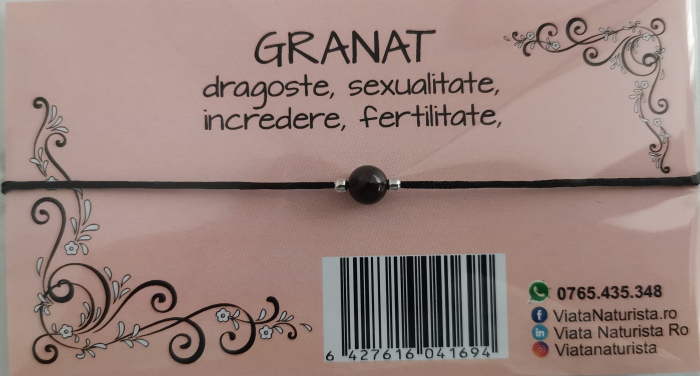 GRANAT
dragoste, sexualitate,
incredere, fertilitate,
6 427616 041694
0765.435.348
ViataNaturista.ro
Viata Naturista Ro
Viatanaturista